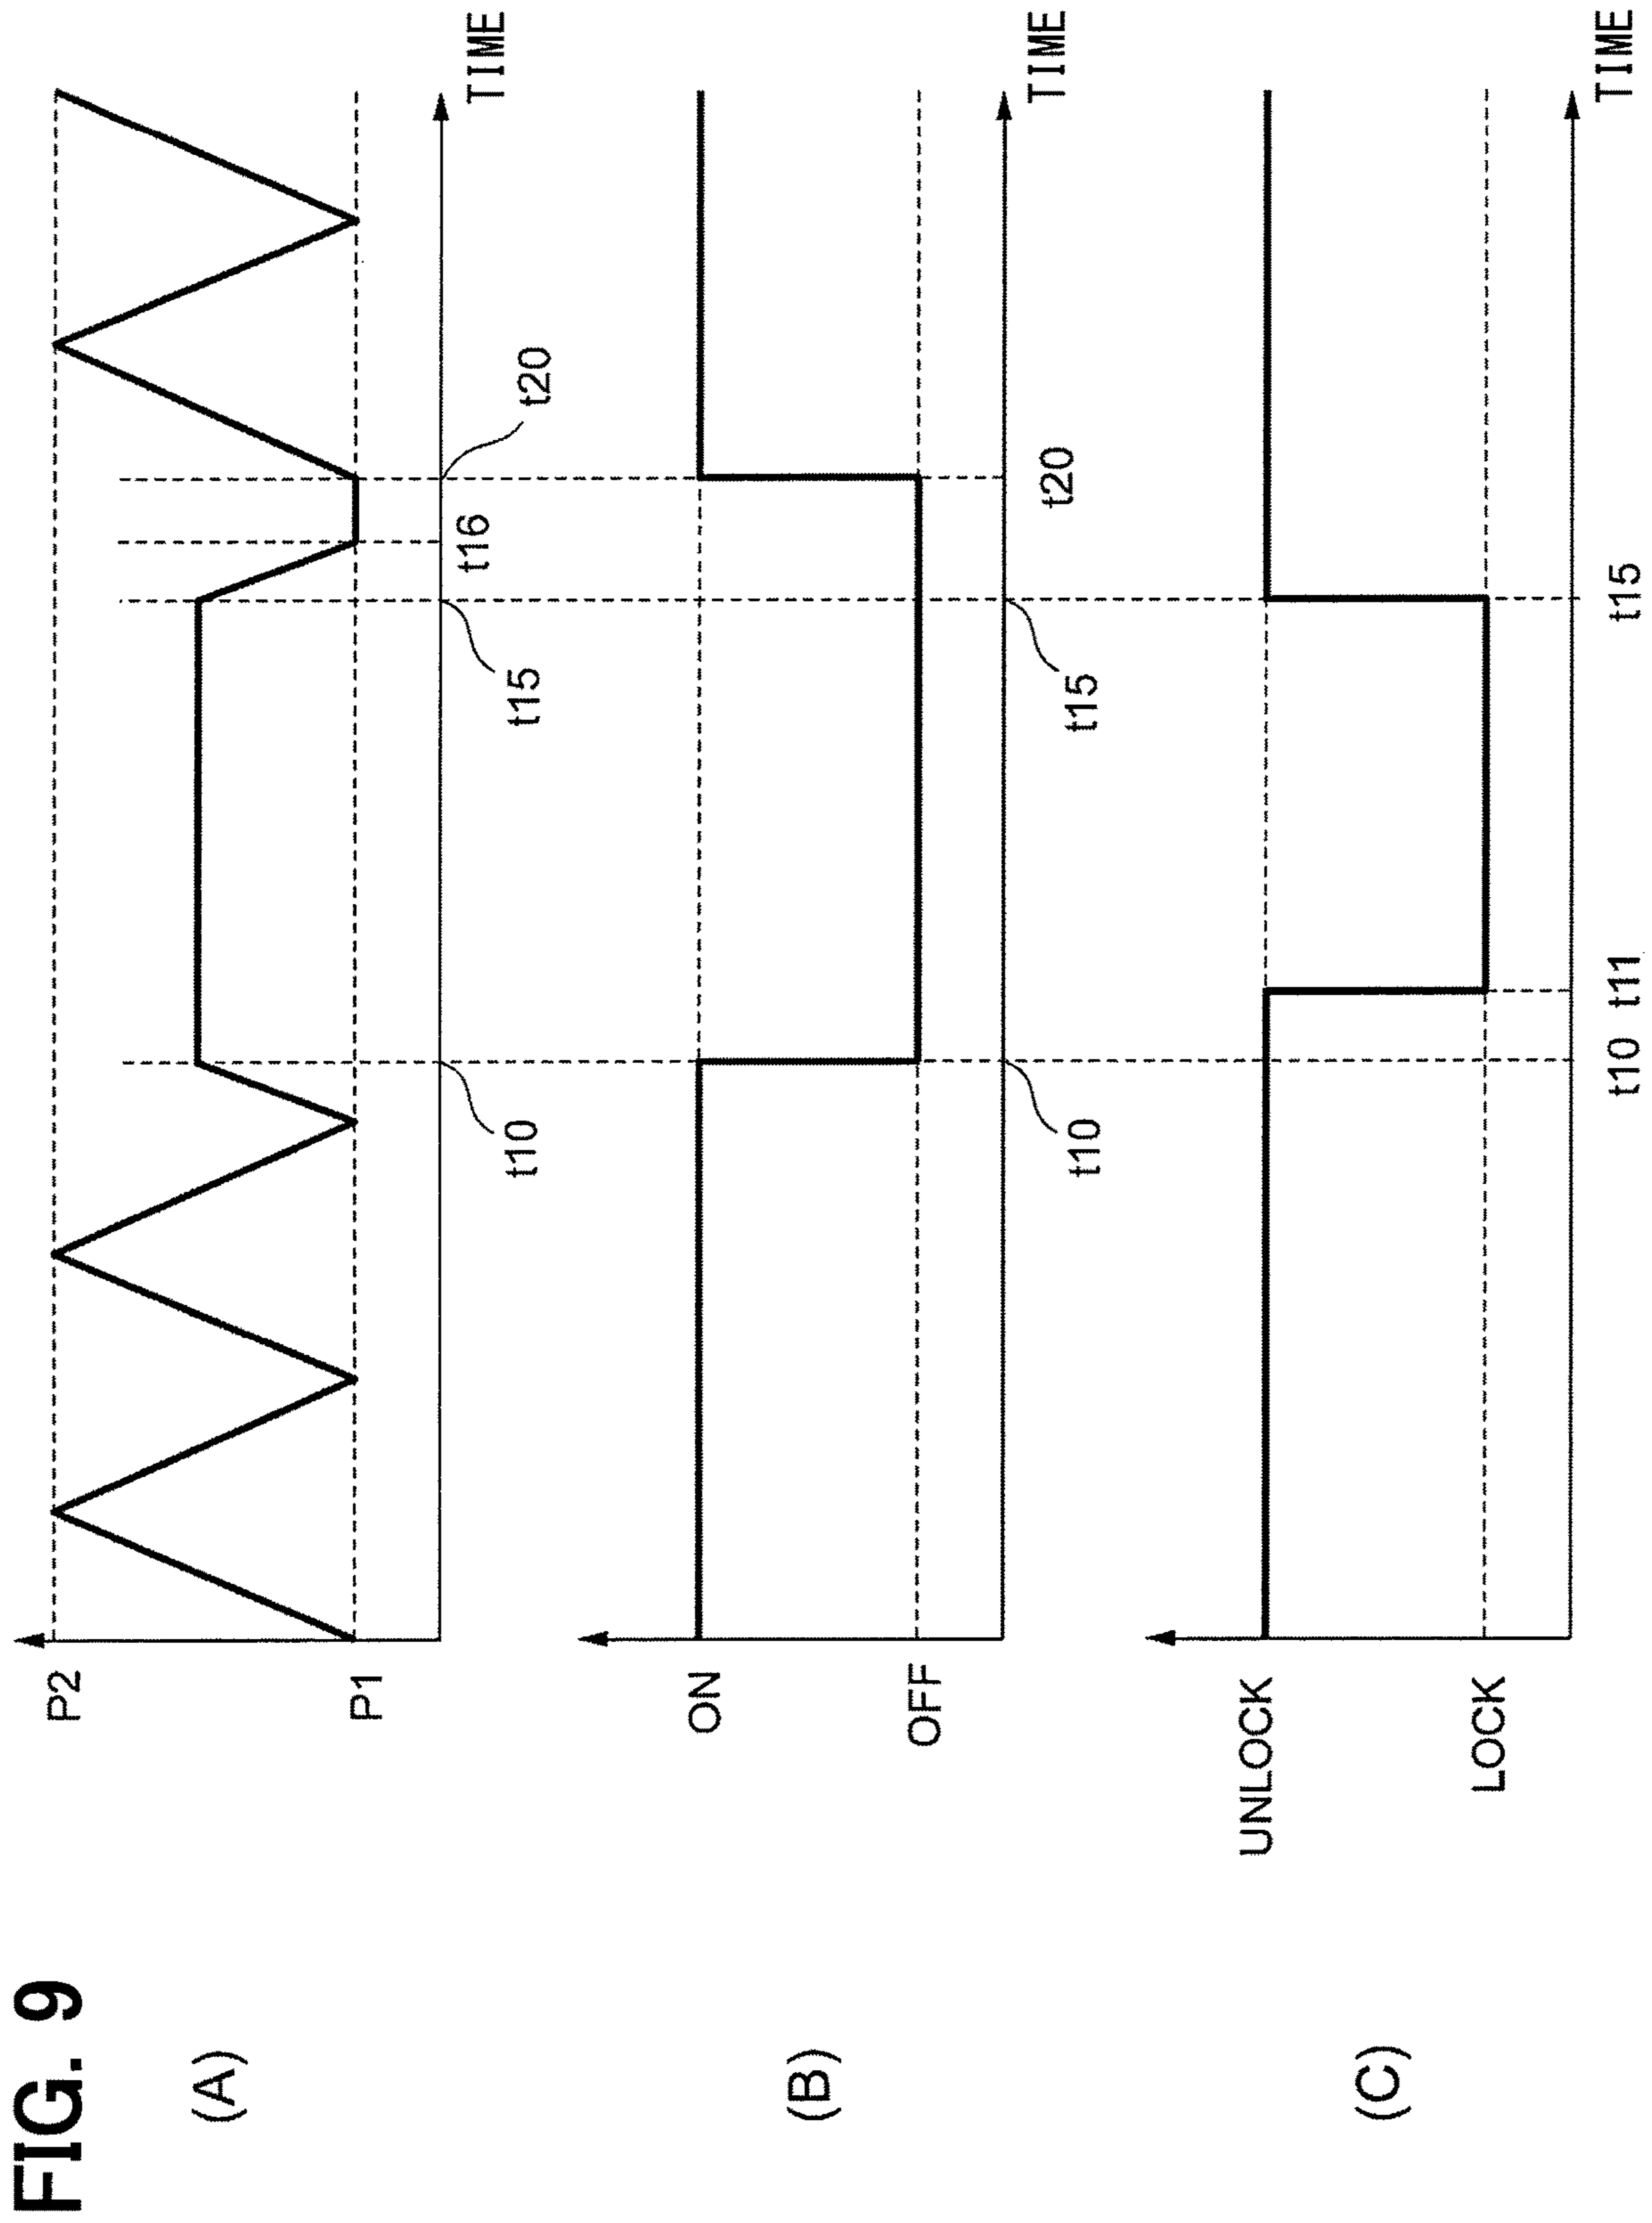 FIG. 9
(A)
P2
P1
t10
t15
t16
t20
TIME
(B)
ON
OFF
t10
t15
t20
TIME
(C)
UNLOCK
LOCK
t10 t11
t15
TIME